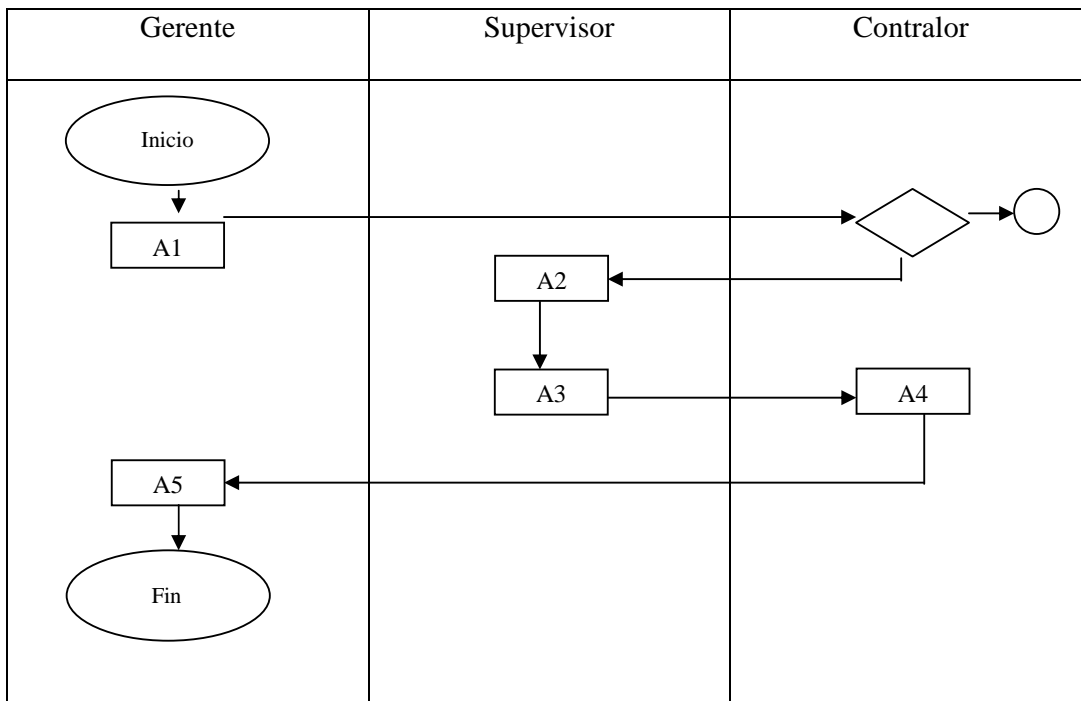 Gerente
Supervisor
Contralor
Inicio
A1
A2
A3
A4
A5
Fin